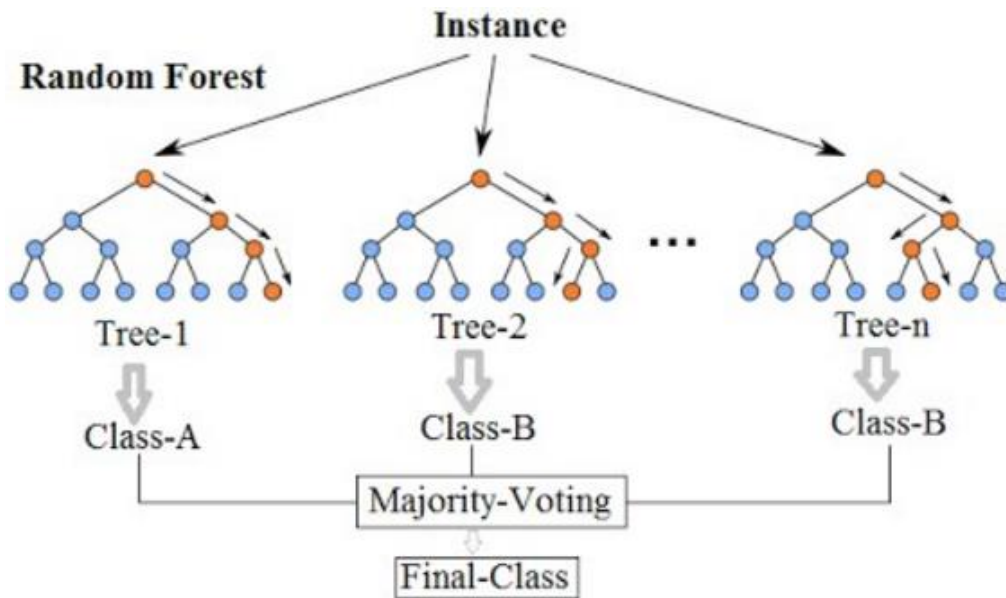 Instance
Random Forest
...
Tree-1
Tree-2
Tree-n
Class-A
Class-B
Class-B
Majority-Voting
Final-Class